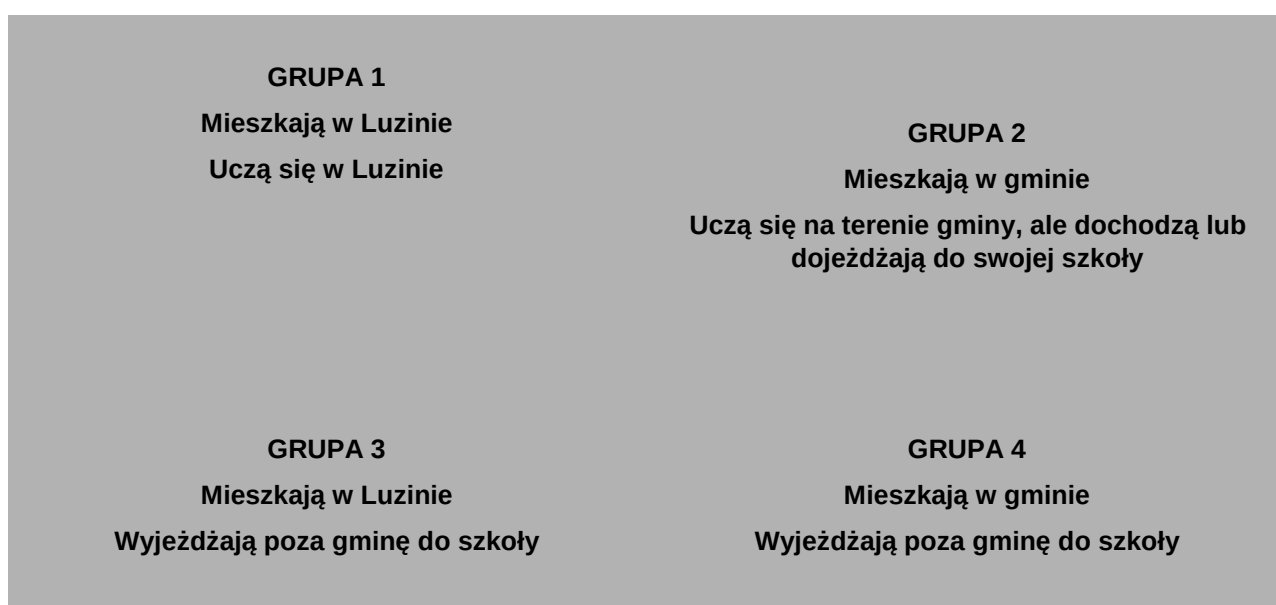 GRUPA 1
Mieszkają w Luzinie
Uczą się w Luzinie
GRUPA 2
Mieszkają w gminie
Uczą się na terenie gminy, ale dochodzą lub
dojeżdżają do swojej szkoły
GRUPA 3
Mieszkają w Luzinie
Wyjeżdżają poza gminę do szkoły
GRUPA 4
Mieszkają w gminie
Wyjeżdżają poza gminę do szkoły